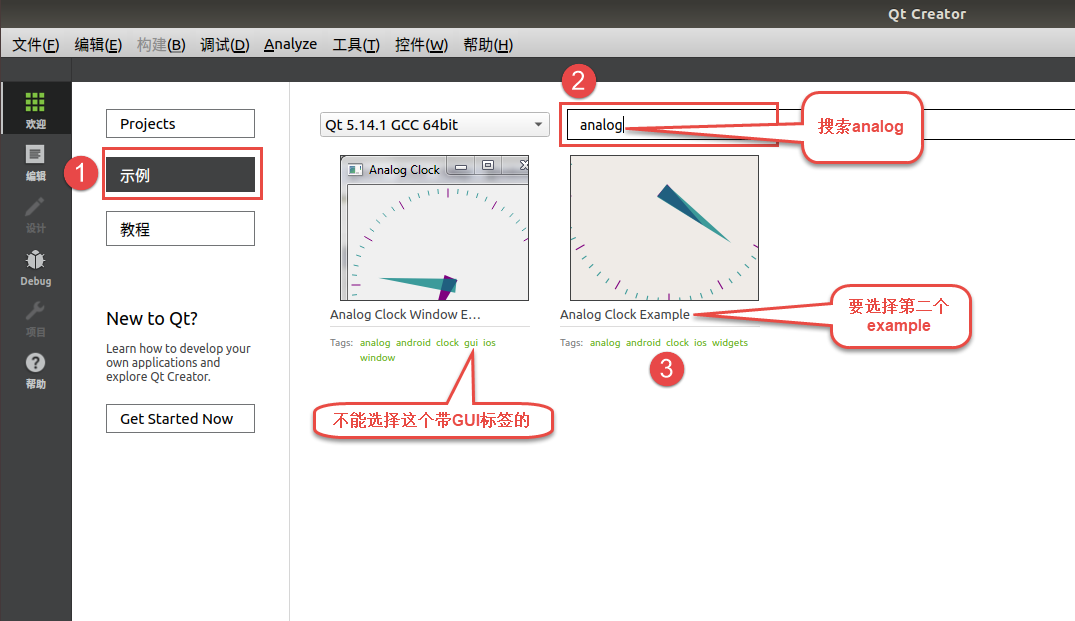 Qt Creator
文件(F) 编辑(E) 构建(B) 调试(D) Analyze 工具(T) 控件(W) 帮助(H)
欢迎
编辑
设计
Debug
项目
帮助
Projects
1
示例
教程
New to Qt?
Learn how to develop your
own applications and
explore Qt Creator.
Get Started Now
Qt 5.14.1 GCC 64bit
2
analog
搜索analog
Analog Clock
Analog Clock Window E...
Tags: analog android clock gui ios
window
不能选择这个带GUI标签的
Analog Clock Example
Tags: analog android clock ios widgets
3
要选择第二个
example